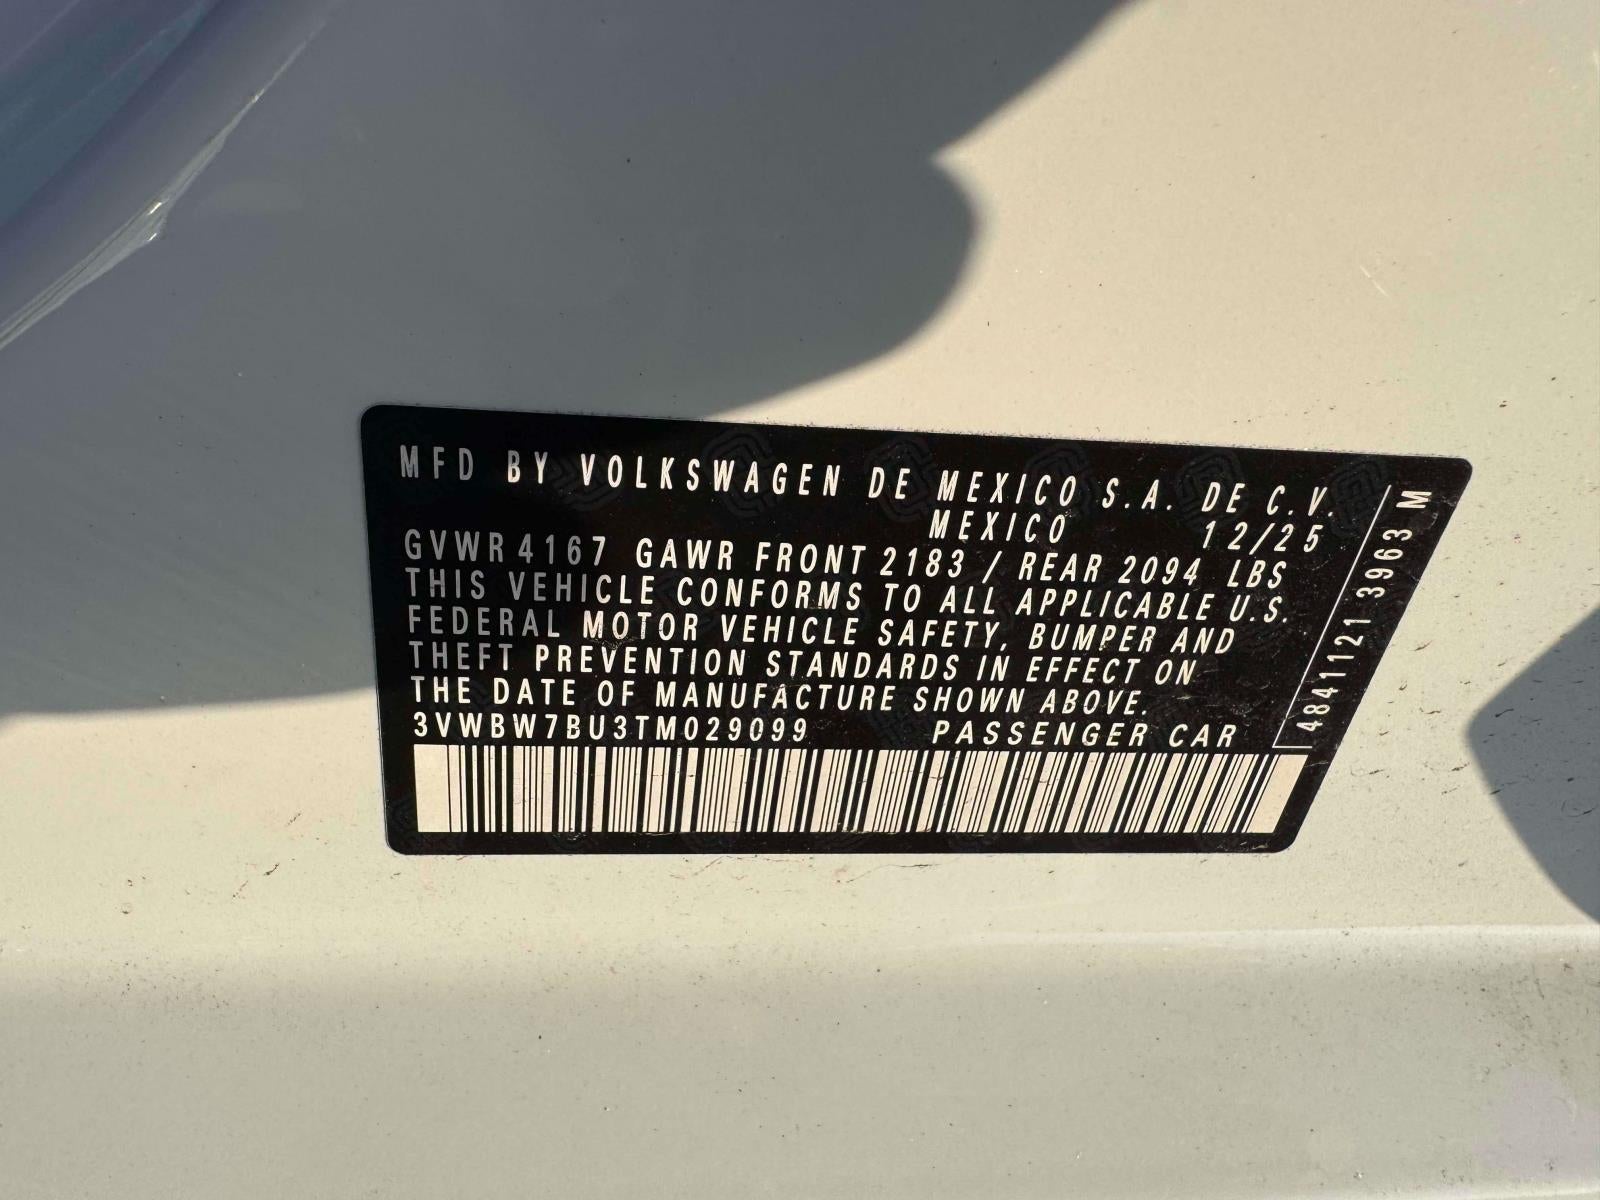 MFD BY VOLKSWAGEN DE MEXICO S.A. DE C.V.
MEXICO 12/25
GVWR 4167 GAWR FRONT 2183 / REAR 2094 LBS
THIS VEHICLE CONFORMS TO ALL APPLICABLE U.S.
FEDERAL MOTOR VEHICLE SAFETY, BUMPER AND
THEFT PREVENTION STANDARDS IN EFFECT ON
THE DATE OF MANUFACTURE SHOWN ABOVE.
3VWBW7BU3TM029099 PASSENGER CAR
4841121 3963 M